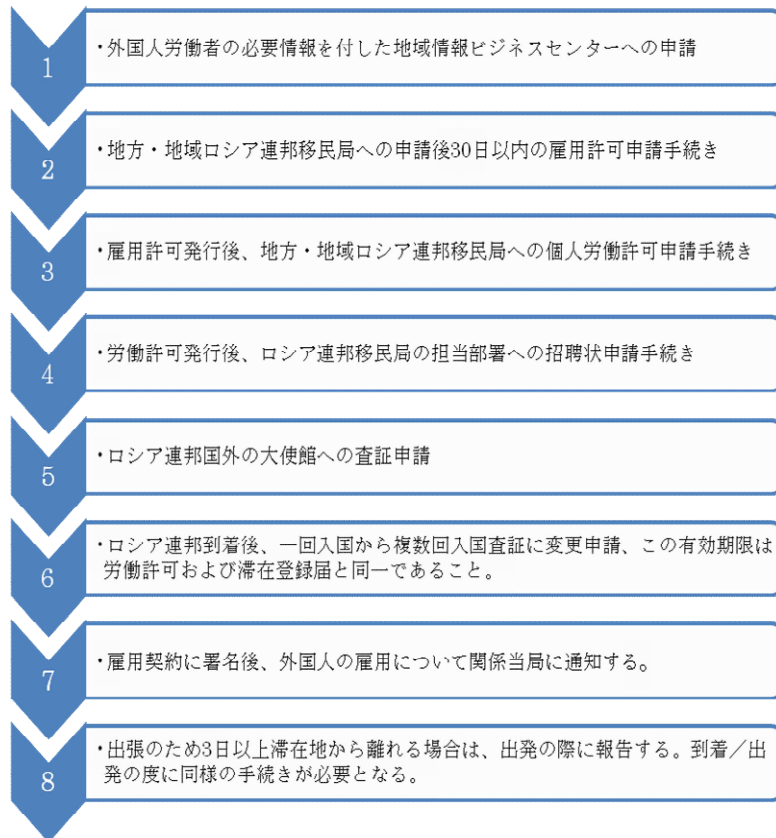 1
・外国人労働者の必要情報を付した地域情報ビジネスセンターへの申請
2
・地方・地域ロシア連邦移民局への申請後30日以内の雇用許可申請手続き
3
・雇用許可発行後、地方・地域ロシア連邦移民局への個人労働許可申請手続き
4
・労働許可発行後、ロシア連邦移民局の担当部署への招聘状申請手続き
5
・ロシア連邦国外の大使館への査証申請
6
・ロシア連邦到着後、一回入国から複数回入国査証に変更申請、この有効期限は
労働許可および滞在登録届と同一であること。
7
・雇用契約に署名後、外国人の雇用について関係当局に通知する。
8
・出張のため3日以上滞在地から離れる場合は、出発の際に報告する。到着／出
発の度に同様の手続きが必要となる。